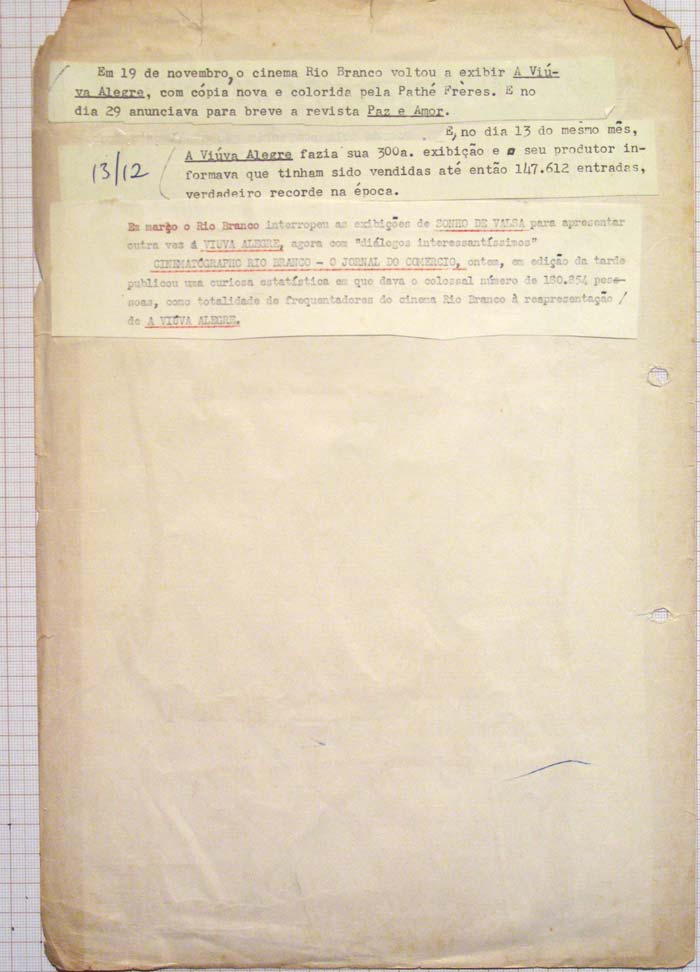 Em 19 de novembro, o cinema Rio Branco voltou a exibir A Viú-
va Alegre, com cópia nova e colorida pela Pathé Frères. E no
dia 29 anunciava para breve a revista Paz e Amor.
E, no dia 13 do mesmo mês,
13/12
A Viúva Alegre fazia sua 300a. exibição e o seu produtor in-
formava que tinham sido vendidas até então 147.612 entradas,
verdadeiro recorde na época.
Em março o Rio Branco interropeu as exibições de SONHO DE VALSA para apresentar
outra vez á VIUVA ALEGRE, agora com "diálogos interessantíssimos"
CINEMATÓGRAPHO RIO BRANCO - O JORNAL DO COMERCIO, ontem, em edição da tarde
publicou uma curiosa estatística em que dava o colossal número de 180.254 pes-
soas, como totalidade de frequentadores do cinema Rio Branco à reapresentação
de A VIÚVA ALEGRE.